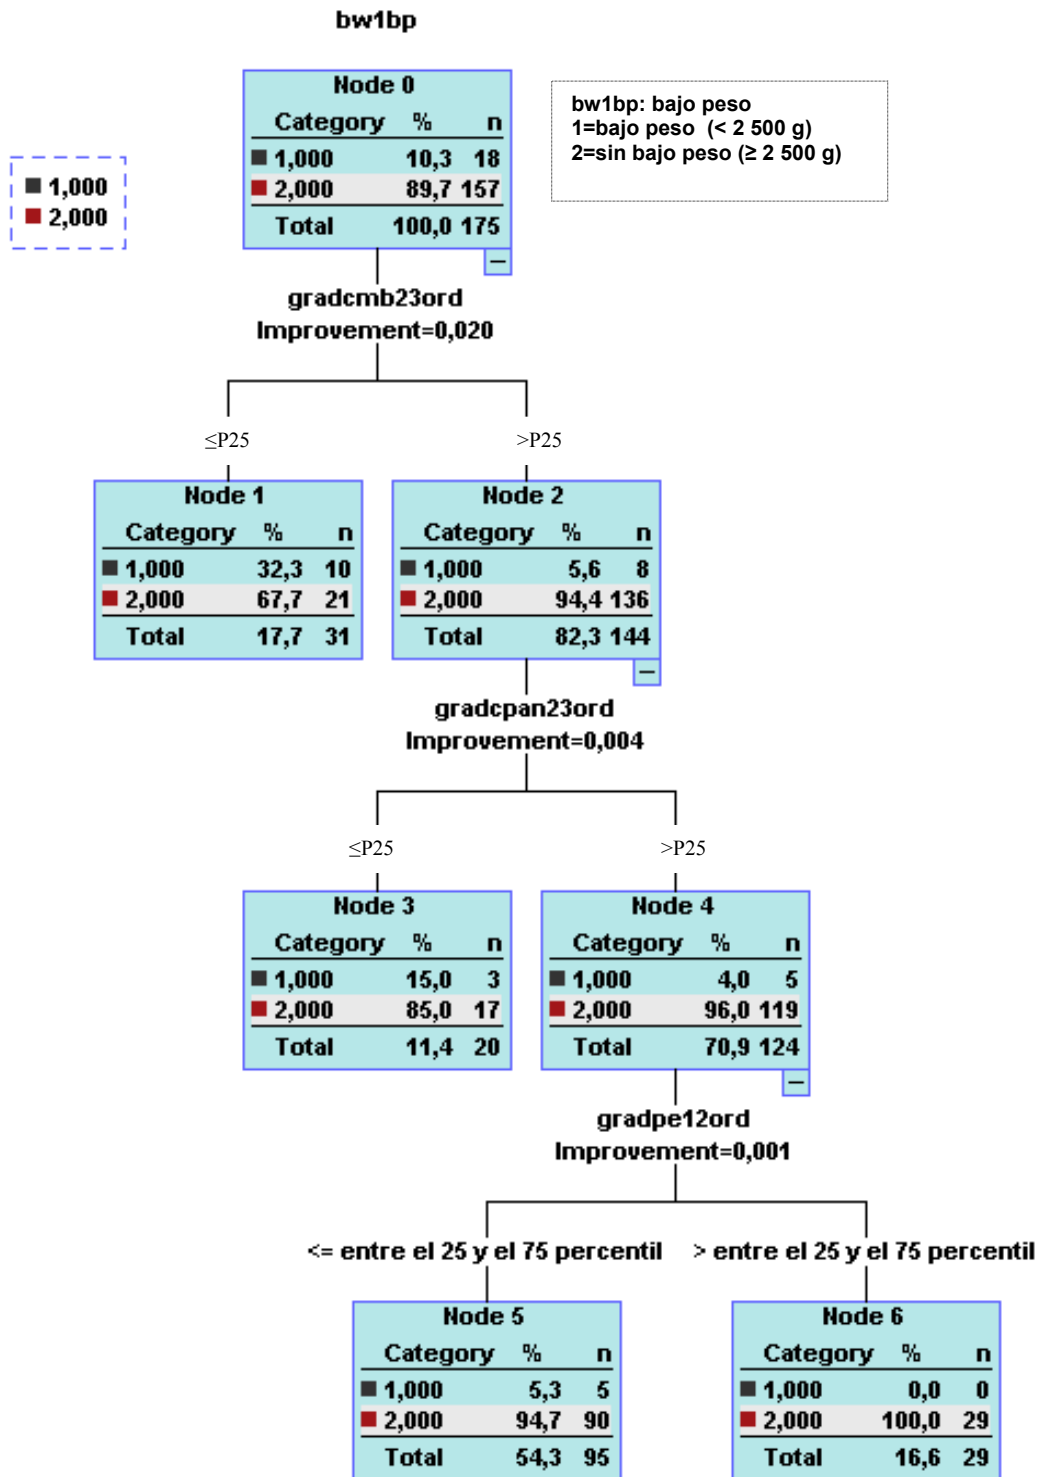 bw1bp
Node 0
Category % n
1,000 10,3 18
2,000 89,7 157
Total 100,0 175
bw1bp: bajo peso
1=bajo peso (< 2 500 g)
2=sin bajo peso (≥ 2 500 g)
1,000
2,000
gradcmb23ord
Improvement=0,020
≤P25
>P25
Node 1
Category % n
1,000 32,3 10
2,000 67,7 21
Total 17,7 31
Node 2
Category % n
1,000 5,6 8
2,000 94,4 136
Total 82,3 144
gradcpan23ord
Improvement=0,004
≤P25
>P25
Node 3
Category % n
1,000 15,0 3
2,000 85,0 17
Total 11,4 20
Node 4
Category % n
1,000 4,0 5
2,000 96,0 119
Total 70,9 124
gradpe12ord
Improvement=0,001
<= entre el 25 y el 75 percentil
> entre el 25 y el 75 percentil
Node 5
Category % n
1,000 5,3 5
2,000 94,7 90
Total 54,3 95
Node 6
Category % n
1,000 0,0 0
2,000 100,0 29
Total 16,6 29